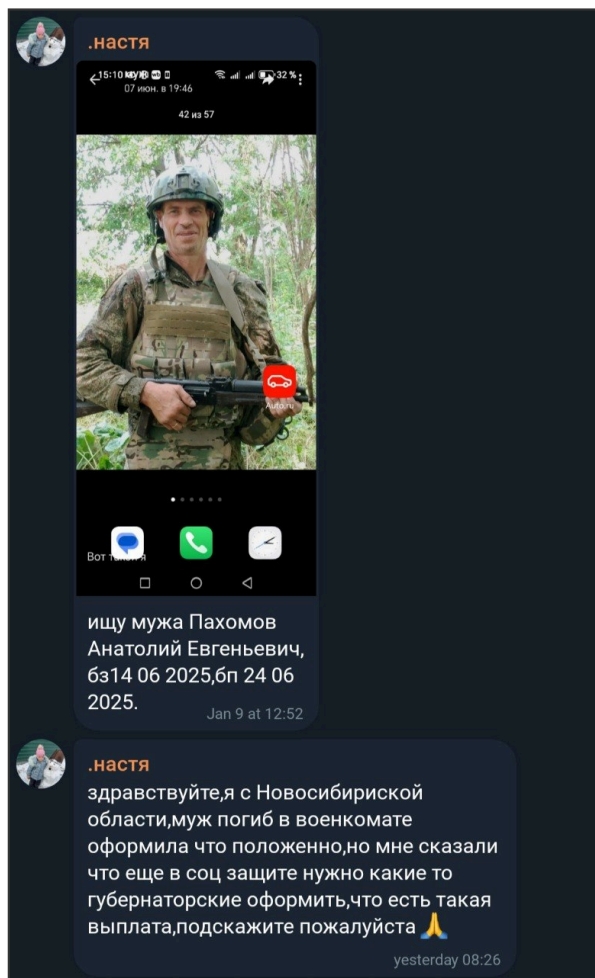 .настя
15:10
32 %
07 июн. в 19:46
42 из 57
Auto.ru
Вот
ищу мужа Пахомов
Анатолий Евгеньевич,
бз14 06 2025,бп 24 06
2025.
Jan 9 at 12:52
.настя
здравствуйте,я с Новосибириской
области,муж погиб в военкомате
оформила что положенно,но мне сказали
что еще в соц защите нужно какие то
губернаторские оформить,что есть такая
выплата,подскажите пожалуйста 🙏
yesterday 08:26